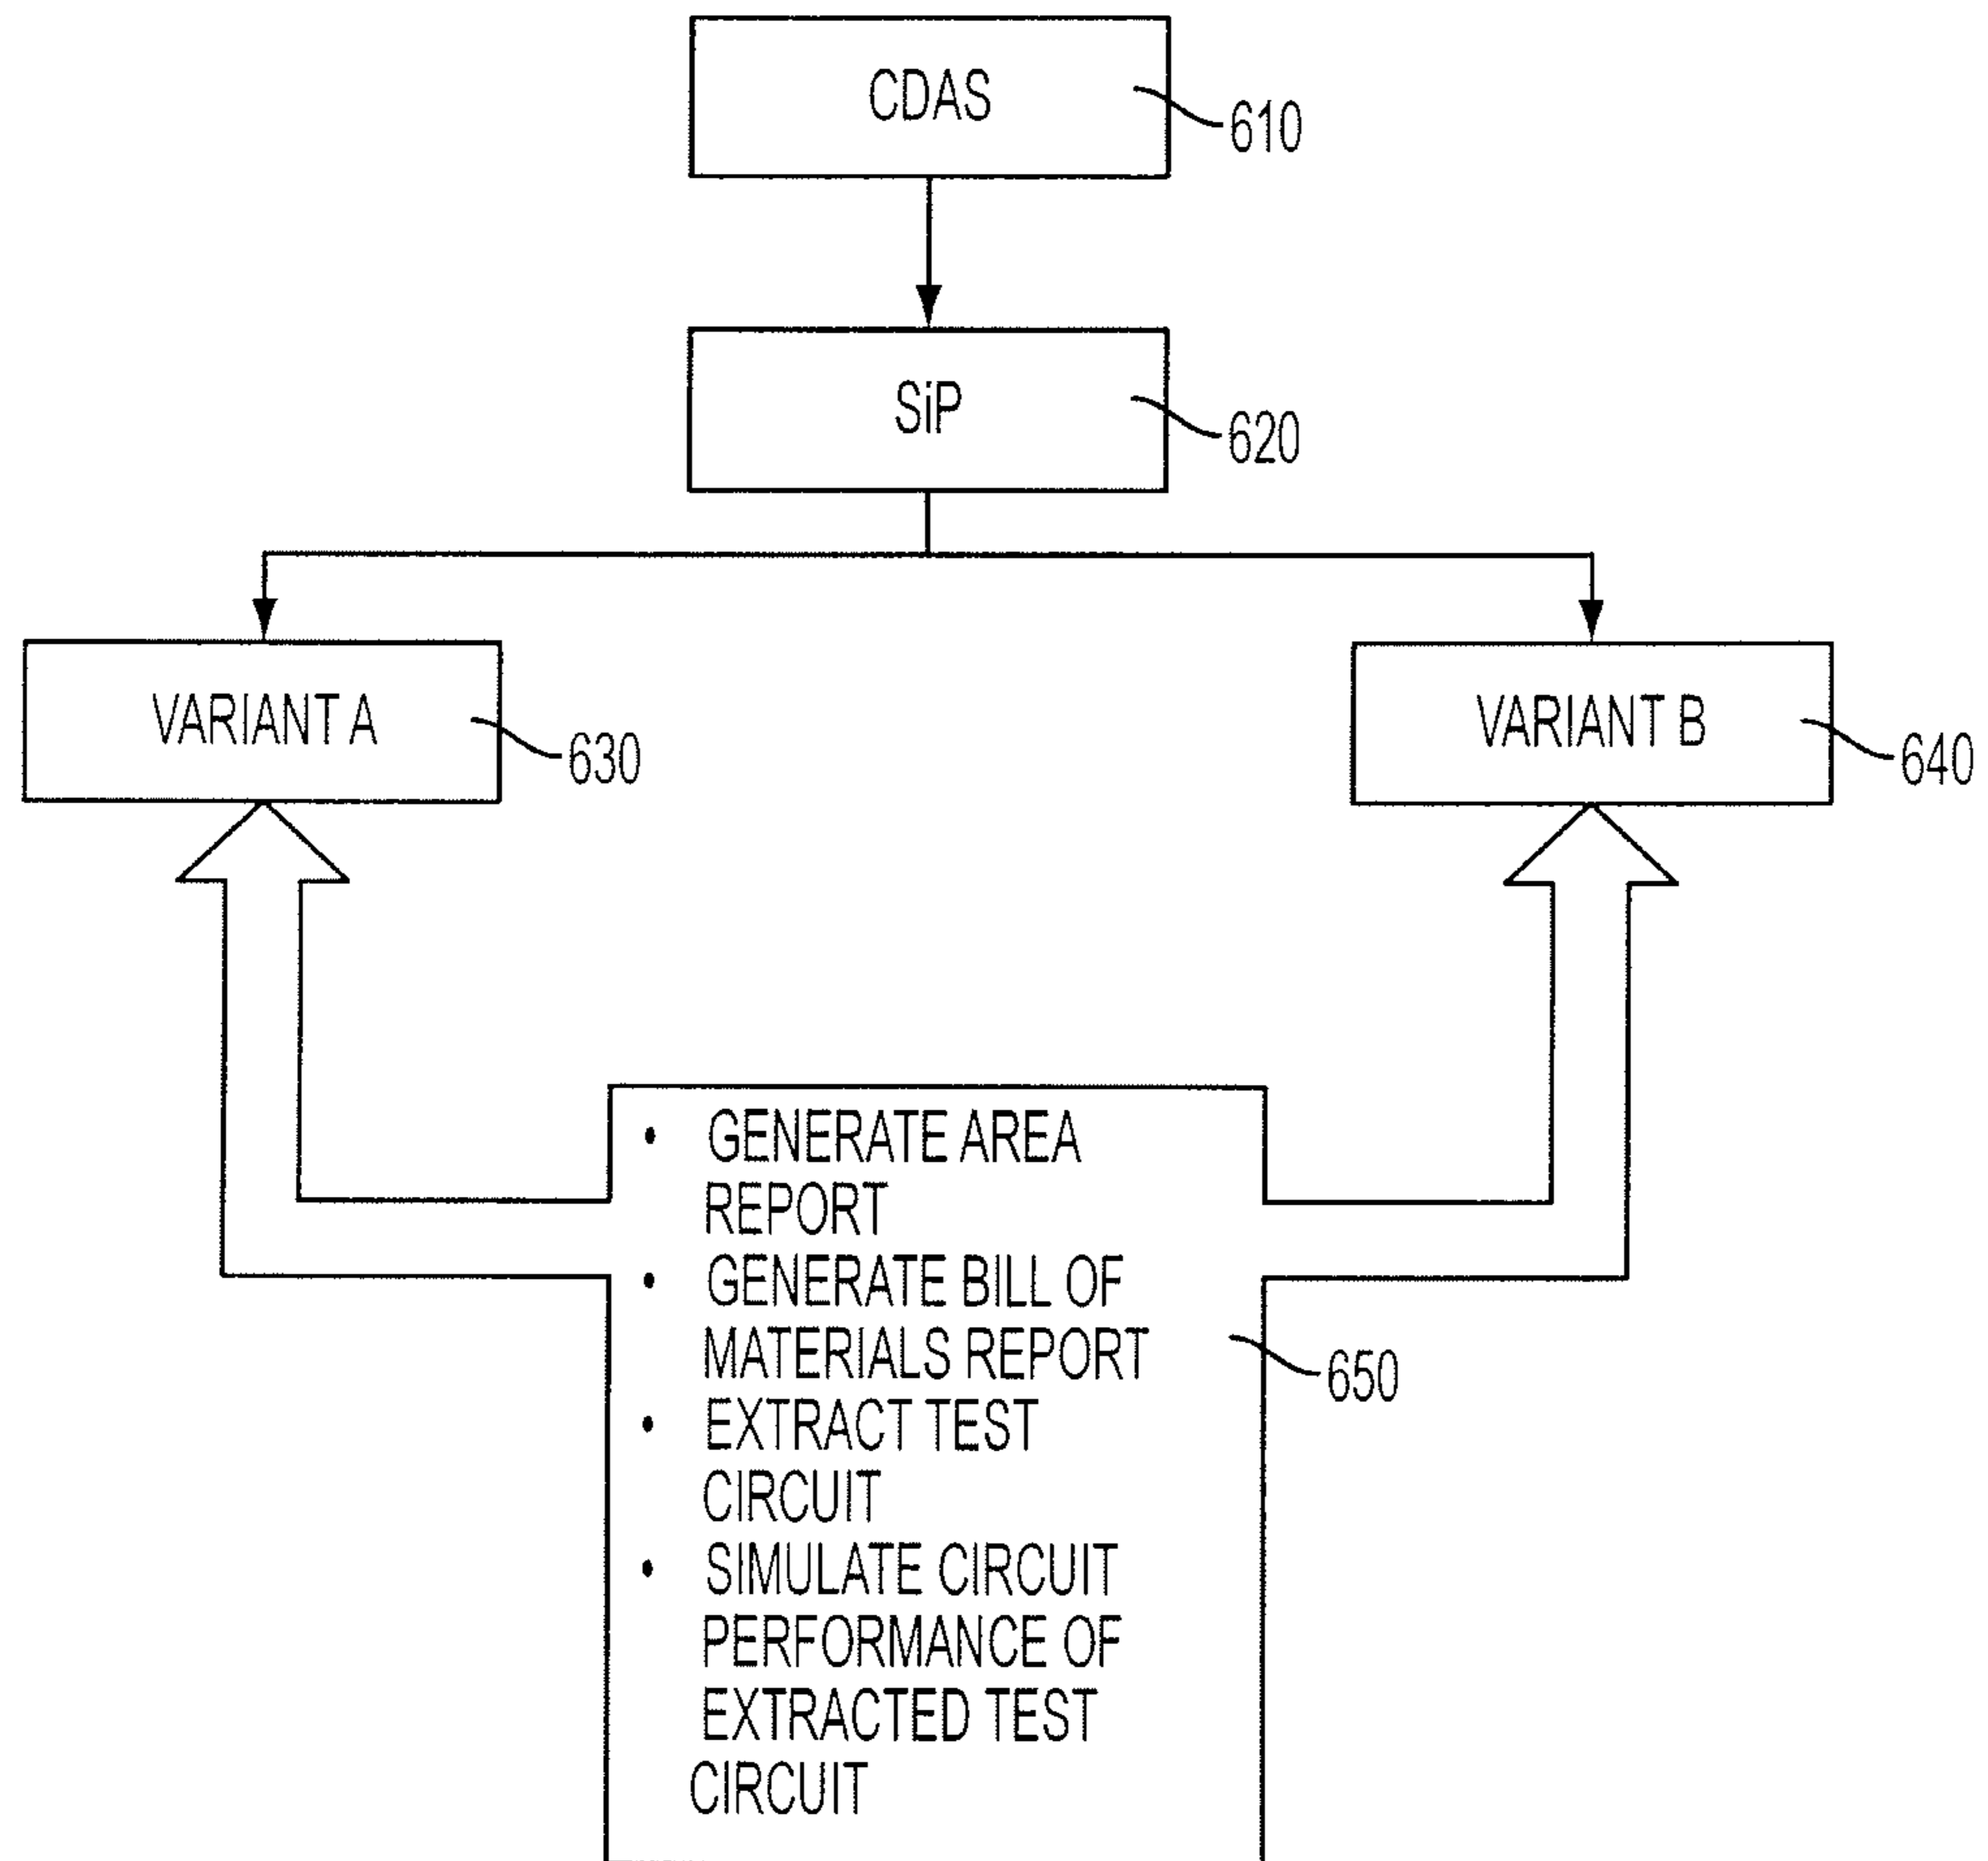 CDAS
610
SiP
620
VARIANT A
630
VARIANT B
640
• GENERATE AREA
REPORT
• GENERATE BILL OF
MATERIALS REPORT
• EXTRACT TEST
CIRCUIT
• SIMULATE CIRCUIT
PERFORMANCE OF
EXTRACTED TEST
CIRCUIT
650